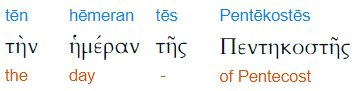 tēn hēmeran tēs Pentēkostēs
τὴν ἡμέραν τῆς Πεντηκοστῆς
the day - of Pentecost